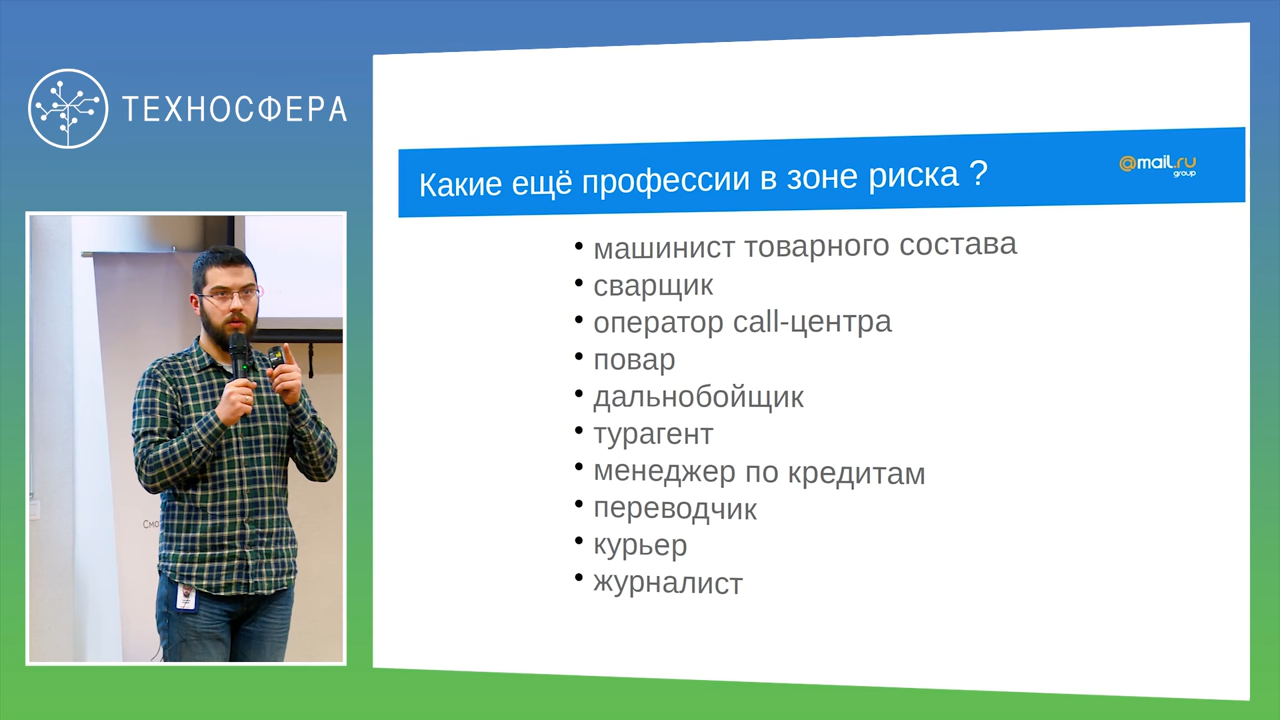 ТЕХНОСФЕРА
Какие ещё профессии в зоне риска ?
@mail.ru
group
• машинист товарного состава
• сварщик
• оператор call-центра
• повар
• дальнобойщик
• турагент
• менеджер по кредитам
• переводчик
• курьер
• журналист
Смо